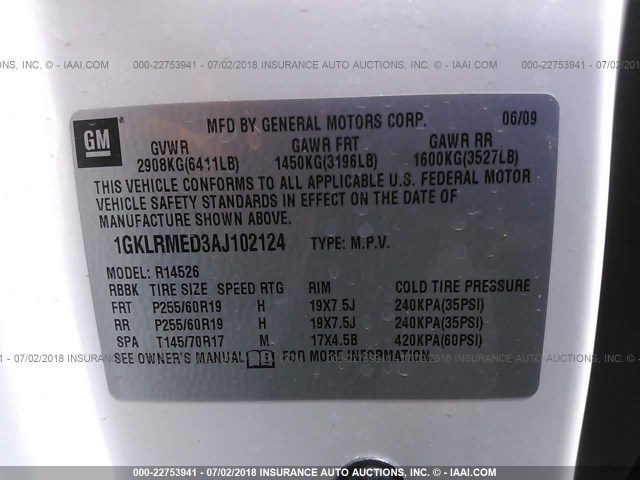 AUCTIONS, INC. © - IAAI.COM 000-22753941 - 07/02/2018 INSURANCE AUTO AUCTIONS, INC. © - IAAI.COM 000-22753
GM
MFD BY GENERAL MOTORS CORP. 06/09
GVWR GAWR FRT GAWR RR
2908KG(6411LB) 1450KG(3196LB) 1600KG(3527LB)
THIS VEHICLE CONFORMS TO ALL APPLICABLE U.S. FEDERAL MOTOR
VEHICLE SAFETY STANDARDS IN EFFECT ON THE DATE OF
MANUFACTURE SHOWN ABOVE.
1GKLRMED3AJ102124 TYPE: M.P.V.
MODEL: R14526
RBBK TIRE SIZE SPEED RTG RIM COLD TIRE PRESSURE
FRT P255/60R19 H 19X7.5J 240KPA(35PSI)
RR P255/60R19 H 19X7.5J 240KPA(35PSI)
SPA T145/70R17 M 17X4.5B 420KPA(60PSI)
SEE OWNER'S MANUAL FOR MORE INFORMATION.
000-22753941 - 07/02/2018 INSURANCE AUTO AUCTIONS, INC. © - IAAI.COM